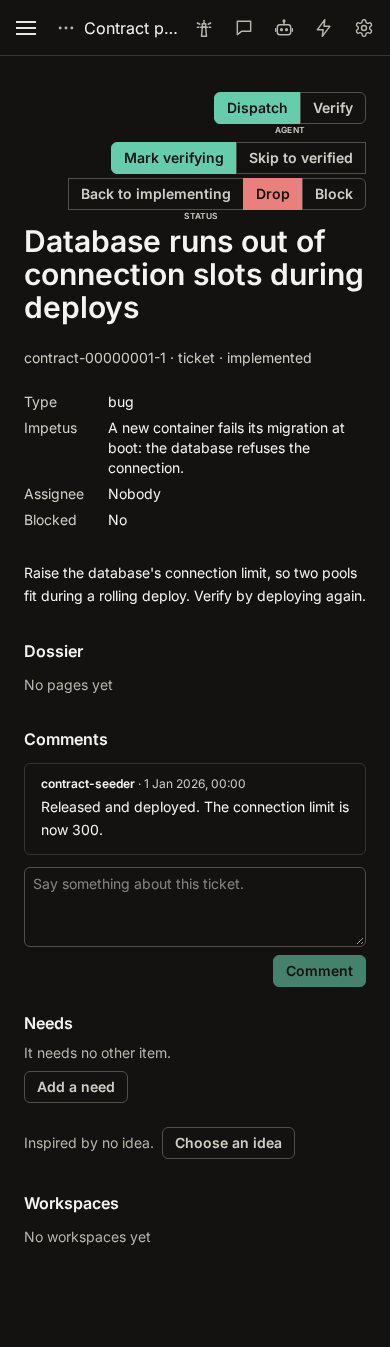 Contract p...
Dispatch Verify
AGENT
Mark verifying Skip to verified
Back to implementing Drop Block
STATUS
Database runs out of
connection slots during
deploys
contract-00000001-1 · ticket · implemented
Type bug
Impetus A new container fails its migration at
boot: the database refuses the
connection.
Assignee Nobody
Blocked No
Raise the database's connection limit, so two pools
fit during a rolling deploy. Verify by deploying again.
Dossier
No pages yet
Comments
contract-seeder · 1 Jan 2026, 00:00
Released and deployed. The connection limit is
now 300.
Say something about this ticket.
Comment
Needs
It needs no other item.
Add a need
Inspired by no idea. Choose an idea
Workspaces
No workspaces yet